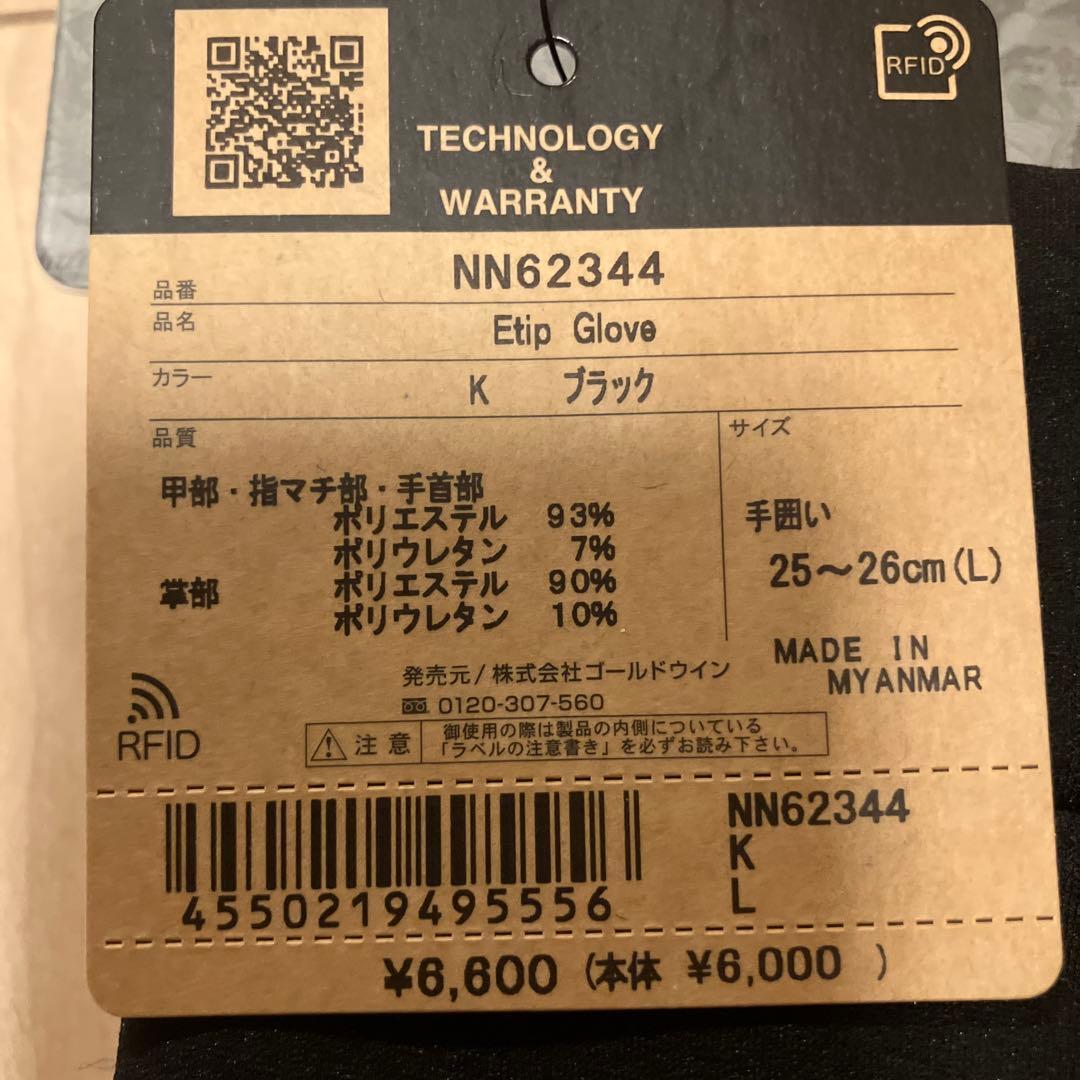 RFID
TECHNOLOGY
&
WARRANTY
品番 NN62344
品名 Etip Glove
カラー K ブラック
品質
甲部・指マチ部・手首部
ポリエステル 93%
ポリウレタン 7%
掌部 ポリエステル 90%
ポリウレタン 10%
サイズ
手囲い
25～26cm(L)
MADE IN
MYANMAR
発売元/株式会社ゴールドウイン
0120-307-560
RFID
注意
御使用の際は製品の内側についている
「ラベルの注意書き」を必ずお読み下さい。
4550219495556
NN62344
K
L
¥6,600 (本体 ¥6,000 )